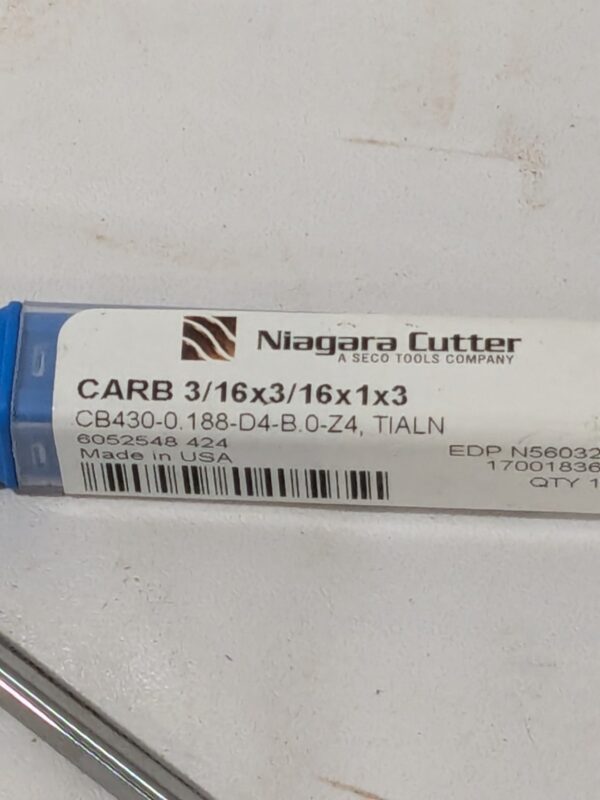 Niagara Cutter
A SECO TOOLS COMPANY
CARB 3/16x3/16x1x3
CB430-0.188-D4-B.0-Z4, TIALN
6052548 424
Made in USA
EDP N56032
17001836
QTY 1